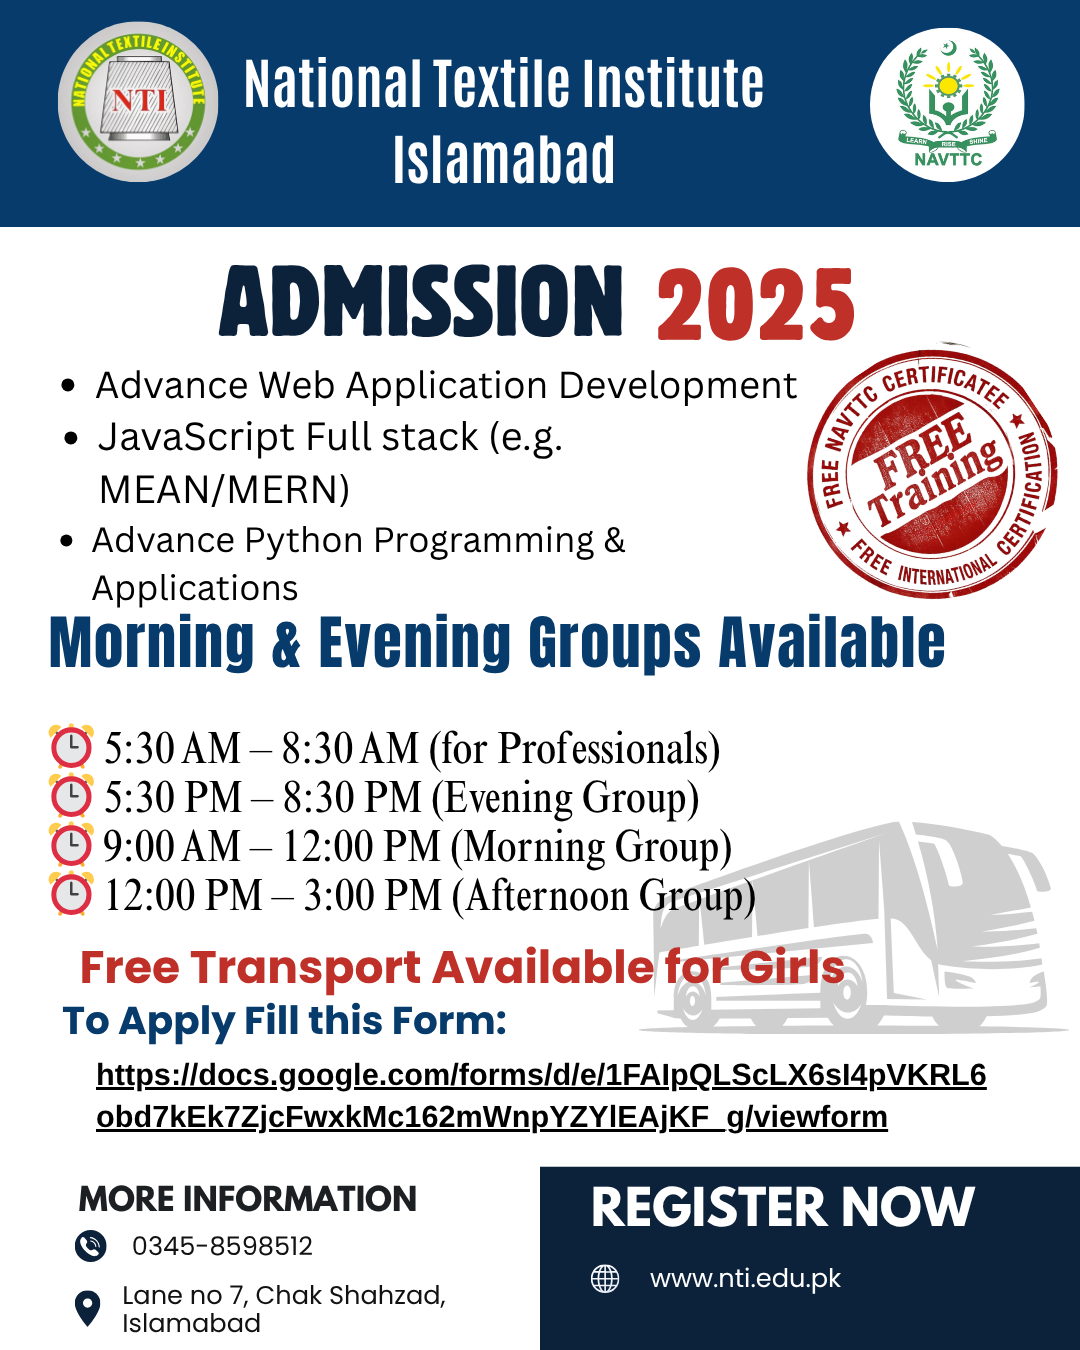 NATIONAL TEXTILE INSTITUTE
NTI
National Textile Institute
Islamabad
LEARN RISE SHINE
NAVTTC
ADMISSION 2025
• Advance Web Application Development
• JavaScript Full stack (e.g.
MEAN/MERN)
• Advance Python Programming &
Applications
FREE NAVTTC CERTIFICATEE
FREE
Training
FREE INTERNATIONAL CERTIFICATION
Morning & Evening Groups Available
5:30 AM – 8:30 AM (for Professionals)
5:30 PM – 8:30 PM (Evening Group)
9:00 AM – 12:00 PM (Morning Group)
12:00 PM – 3:00 PM (Afternoon Group)
Free Transport Available for Girls
To Apply Fill this Form:
https://docs.google.com/forms/d/e/1FAIpQLScLX6sI4pVKRL6
obd7kEk7ZjcFwxkMc162mWnpYZYlEAjKF_g/viewform
MORE INFORMATION
0345-8598512
Lane no 7, Chak Shahzad,
Islamabad
REGISTER NOW
www.nti.edu.pk